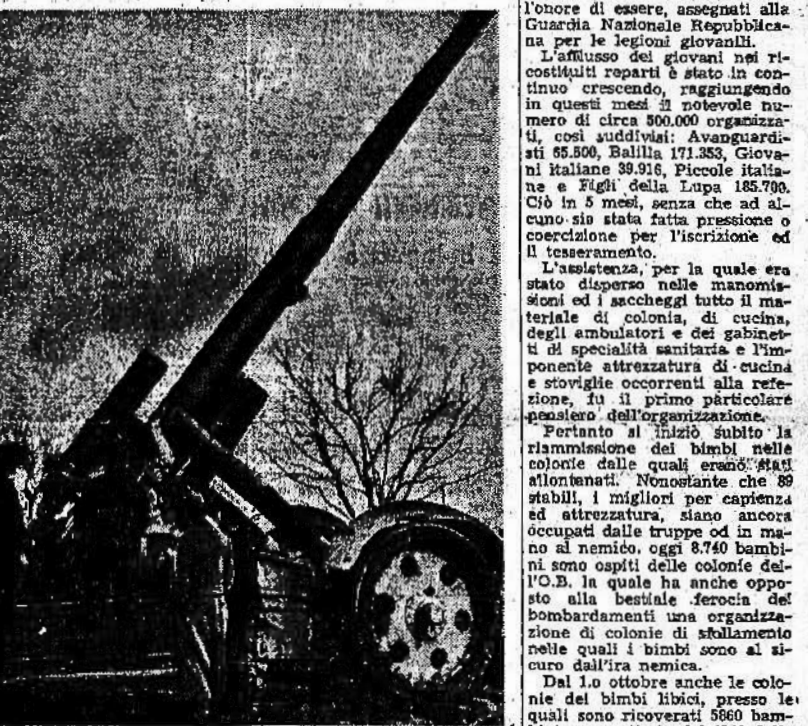 l'onore di essere, assegnati alla
Guardia Nazionale Repubblica-
na per le legioni giovanili.
L'afflusso dei giovani nei ri-
costituiti reparti è stato in con-
tinuo crescendo, raggiungendo
in questi mesi il notevole nu-
mero di circa 500.000 organizza-
ti, così suddivisi: Avanguardi-
sti 65.500, Balilla 171.353, Giova-
ni italiane 39.916, Piccole italia-
ne e Figli della Lupa 185.700.
Ciò in 5 mesi, senza che ad al-
cuno sia stata fatta pressione o
coercizione per l'iscrizione ed
il tesseramento.
L'assistenza, per la quale era
stato disperso nelle manomis-
sioni ed i saccheggi tutto il ma-
teriale di colonia, di cucina,
degli ambulatori e dei gabinet-
ti di specialità sanitaria e l'im-
ponente attrezzatura di cucina
e stoviglie occorrenti alla refe-
zione, fu il primo particolare
pensiero dell'organizzazione.
Pertanto si iniziò subito la
riammissione dei bimbi nelle
colonie dalle quali erano stati
allontanati. Nonostante che 89
stabili, i migliori per capienza
ed attrezzatura, siano ancora
occupati dalle truppe od in ma-
no al nemico, oggi 8.740 bambi-
ni sono ospiti delle colonie del-
l'O.B. la quale ha anche oppo-
sto alla bestiale ferocia dei
bombardamenti una organizza-
zione di colonie di sfollamento
nelle quali i bimbi sono al si-
curo dall'ira nemica.
Dal 1.o ottobre anche le colo-
nie dei bimbi libici, presso le
quali sono ricoverati 5860 bam-